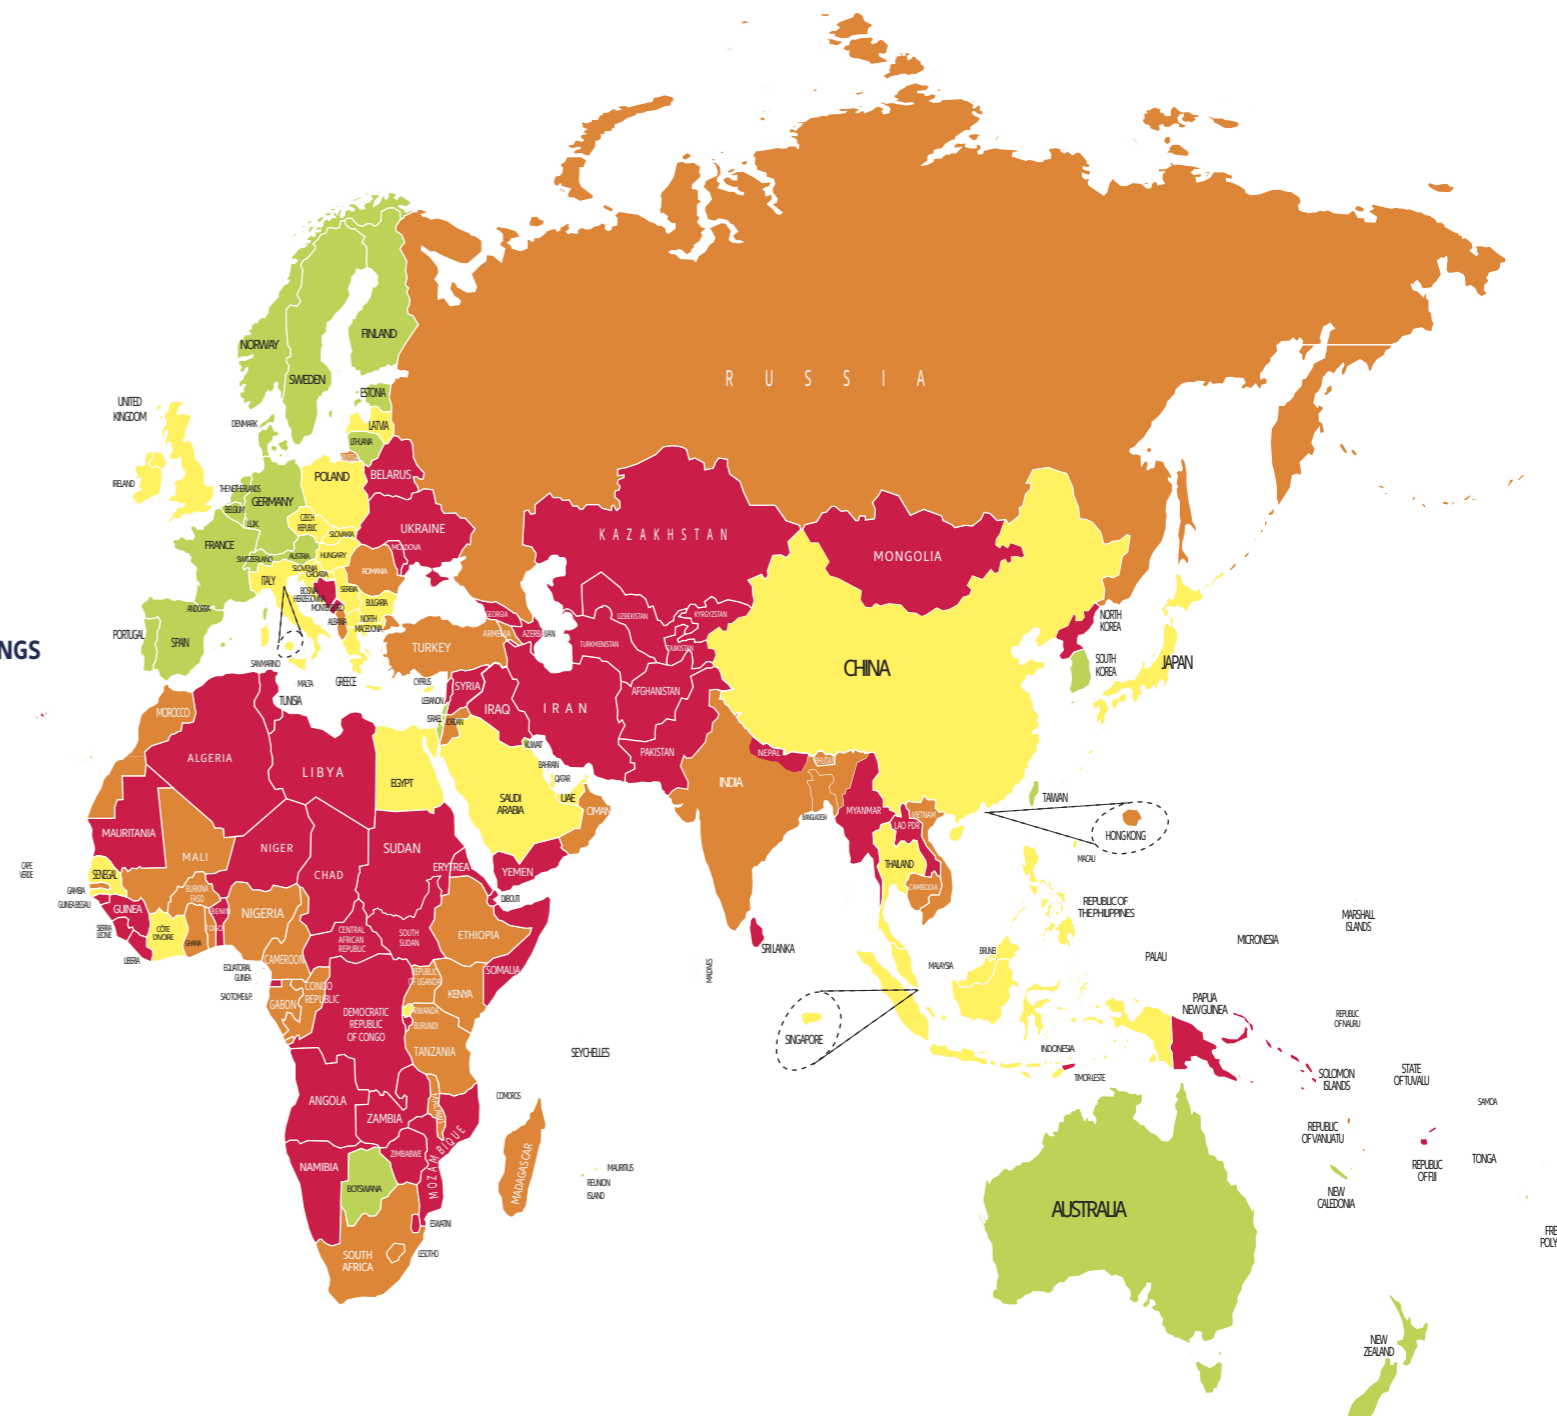 NGS
RUSSIA
NORWAY
FINLAND
SWEDEN
ESTONIA
UNITED
KINGDOM
DENMARK
LATVIA
LITHUANIA
IRELAND
THE NETHERLANDS
POLAND
BELARUS
BELGIUM
GERMANY
LUX.
CZECH
REPUBLIC
UKRAINE
SLOVAKIA
KAZAKHSTAN
MONGOLIA
FRANCE
SWITZERLAND
AUSTRIA
HUNGARY
MOLDOVA
SLOVENIA
CROATIA
ROMANIA
ITALY
BOSNIA
HERZEGOVINA
SERBIA
MONTENEGRO
BULGARIA
ANDORRA
ALBANIA
NORTH
MACEDONIA
GEORGIA
ARMENIA
AZERBAIJAN
UZBEKISTAN
KYRGYZSTAN
NORTH
KOREA
PORTUGAL
SPAIN
TURKEY
TURKMENISTAN
TAJIKISTAN
CHINA
SOUTH
KOREA
JAPAN
SAN MARINO
MALTA
GREECE
CYPRUS
SYRIA
AFGHANISTAN
TUNISIA
LEBANON
IRAQ
IRAN
MOROCCO
ISRAEL
JORDAN
ALGERIA
LIBYA
EGYPT
KUWAIT
PAKISTAN
NEPAL
BHUTAN
BAHRAIN
QATAR
INDIA
SAUDI
ARABIA
UAE
OMAN
TAIWAN
BANGLADESH
MYANMAR
VIETNAM
LAO PDR
HONG KONG
MAURITANIA
MALI
NIGER
SUDAN
MACAU
CAPE
VERDE
CHAD
ERYTREA
YEMEN
THAILAND
SENEGAL
GAMBIA
GUINEA BISSAU
BURKINA
FASO
DJIBOUTI
CAMBODIA
GUINEA
BENIN
NIGERIA
REPUBLIC OF
THE PHILIPPINES
SIERRA
LEONE
CÔTE
D'IVOIRE
GHANA
TOGO
CENTRAL
AFRICAN
REPUBLIC
SOUTH
SUDAN
ETHIOPIA
MARSHALL
ISLANDS
LIBERIA
CAMEROON
SRI LANKA
MICRONESIA
EQUATORIAL
GUINEA
REPUBLIC
OF UGANDA
SOMALIA
MALDIVES
MALAYSIA
BRUNEI
PALAU
SAO TOME & P.
GABON
CONGO
REPUBLIC
KENYA
RWANDA
BURUNDI
DEMOCRATIC
REPUBLIC
OF CONGO
PAPUA
NEW GUINEA
REPUBLIC
OF NAURU
SINGAPORE
TANZANIA
SEYCHELLES
INDONESIA
TIMOR-LESTE
SOLOMON
ISLANDS
STATE
OF TUVALU
ANGOLA
ZAMBIA
MALAWI
COMOROS
SAMOA
ZIMBABWE
MOZAMBIQUE
MADAGASCAR
REPUBLIC
OF VANUATU
NAMIBIA
BOTSWANA
MAURITIUS
REUNION
ISLAND
REPUBLIC
OF FIJI
TONGA
NEW
CALEDONIA
AUSTRALIA
ESWATINI
LESOTHO
SOUTH
AFRICA
FRE
POLY
NEW
ZEALAND